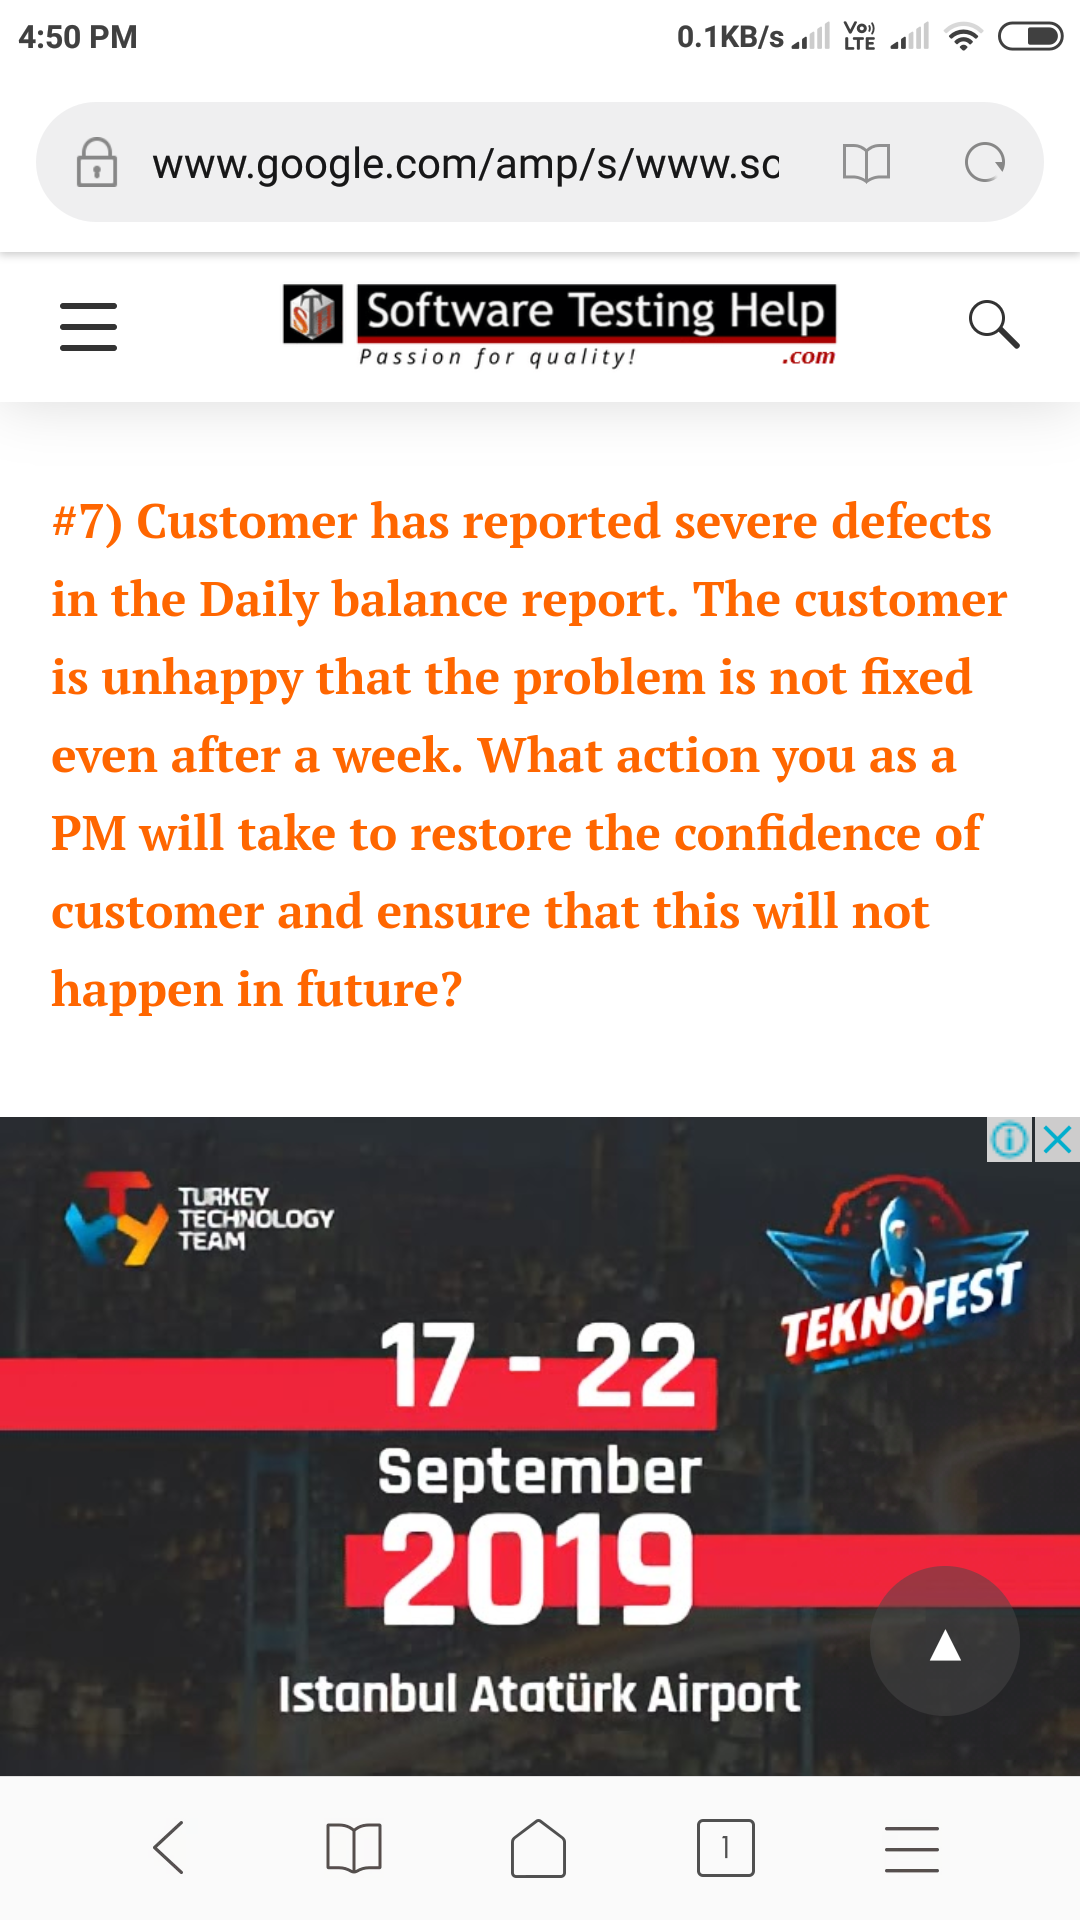 4:50 PM
0.1KB/s
Vo))
LTE
www.google.com/amp/s/www.sc
STH
Software Testing Help
Passion for quality!
.com
#7) Customer has reported severe defects
in the Daily balance report. The customer
is unhappy that the problem is not fixed
even after a week. What action you as a
PM will take to restore the confidence of
customer and ensure that this will not
happen in future?
TURKEY
TECHNOLOGY
TEAM
TEKNOFEST
17 - 22
September
2019
Istanbul Atatürk Airport
1